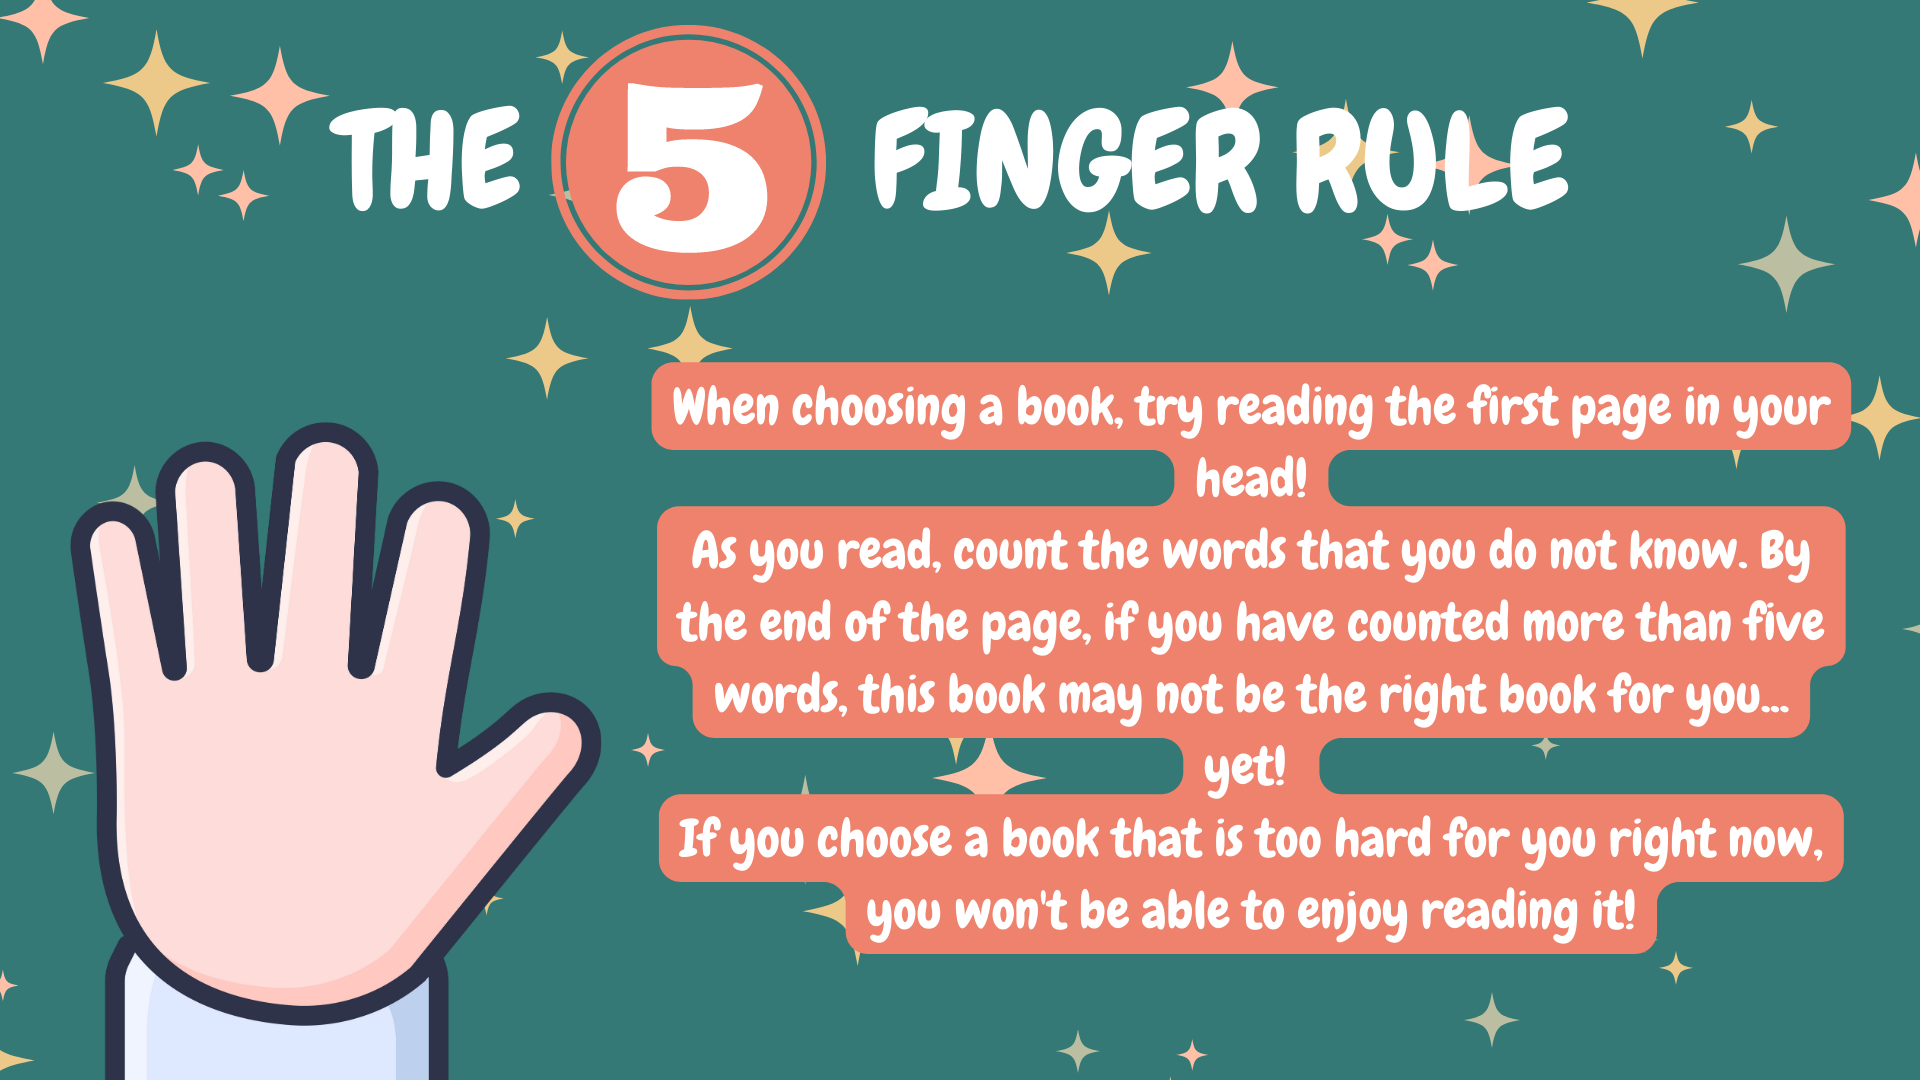 THE 5 FINGER RULE
When choosing a book, try reading the first page in your
head!
As you read, count the words that you do not know. By
the end of the page, if you have counted more than five
words, this book may not be the right book for you...
yet!
If you choose a book that is too hard for you right now,
you won't be able to enjoy reading it!